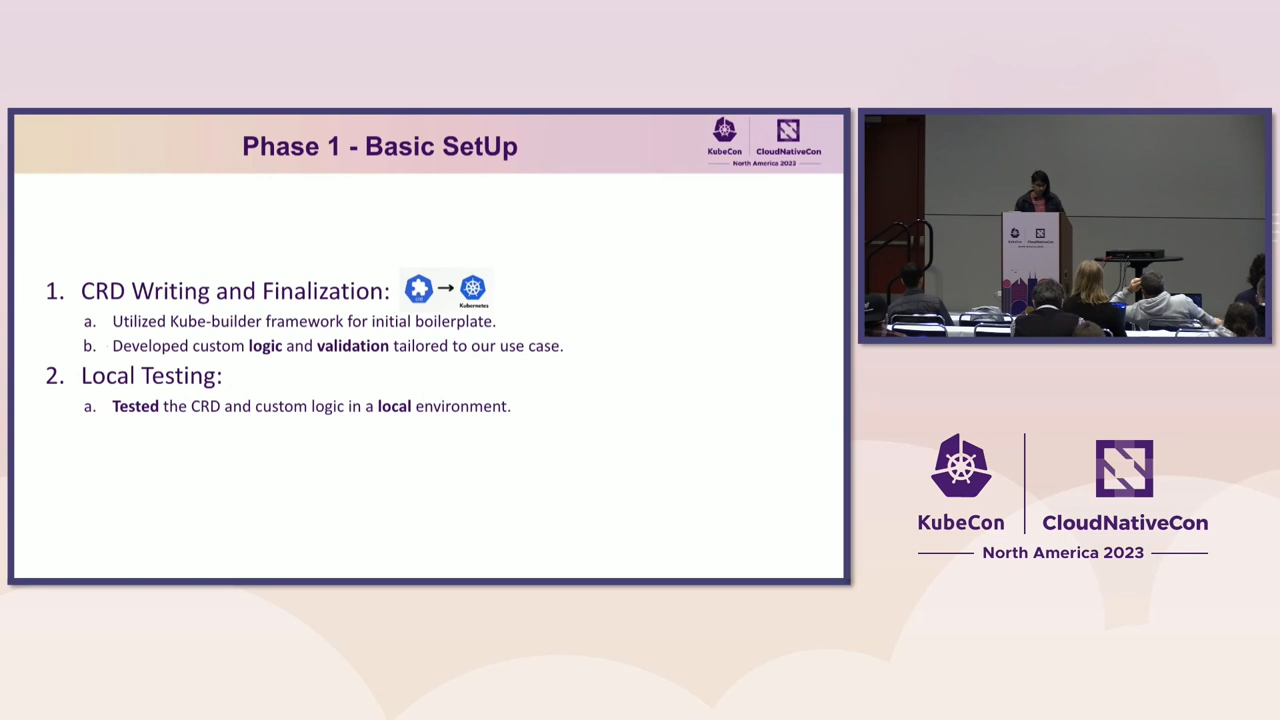 Phase 1 - Basic SetUp
KubeCon
CloudNativeCon
North America 2023
1. CRD Writing and Finalization:
Kubernetes
a. Utilized Kube-builder framework for initial boilerplate.
b. Developed custom logic and validation tailored to our use case.
2. Local Testing:
a. Tested the CRD and custom logic in a local environment.
KubeCon
CloudNativeCon
North America 2023